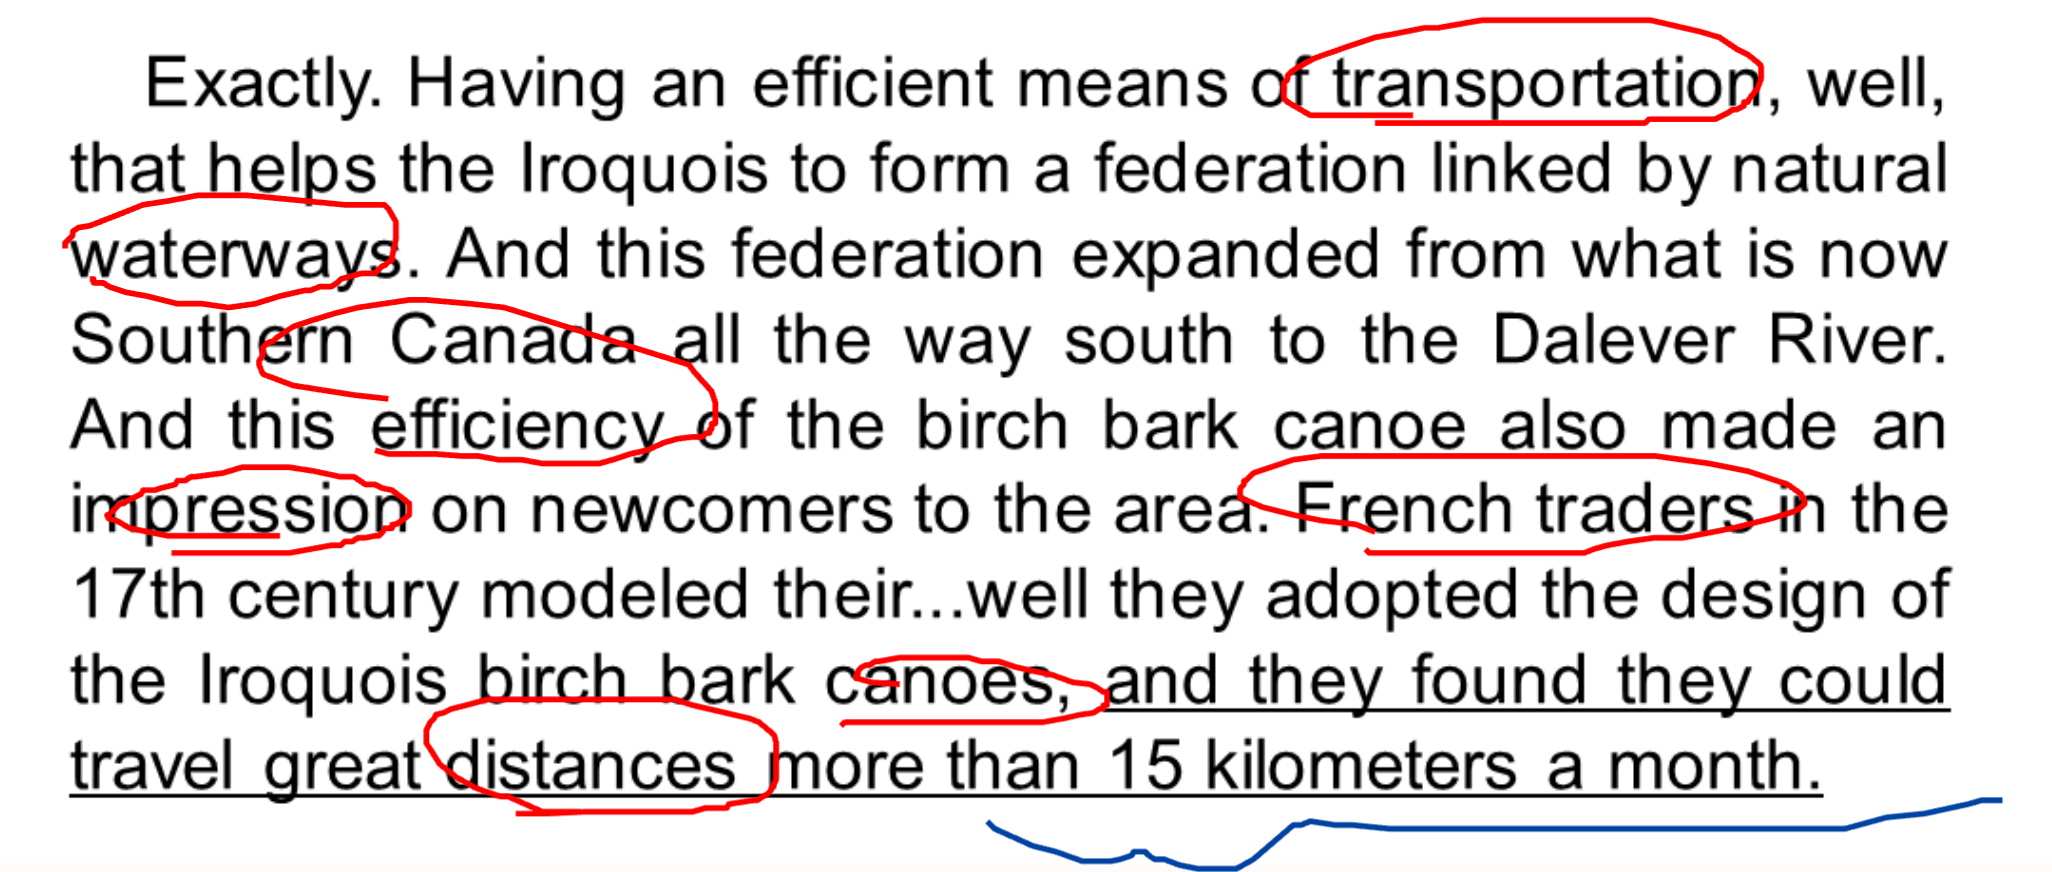 Exactly. Having an efficient means of transportation, well,
that helps the Iroquois to form a federation linked by natural
waterways. And this federation expanded from what is now
Southern Canada all the way south to the Dalever River.
And this efficiency of the birch bark canoe also made an
impression on newcomers to the area. French traders in the
17th century modeled their...well they adopted the design of
the Iroquois birch bark canoes, and they found they could
travel great distances more than 15 kilometers a month.